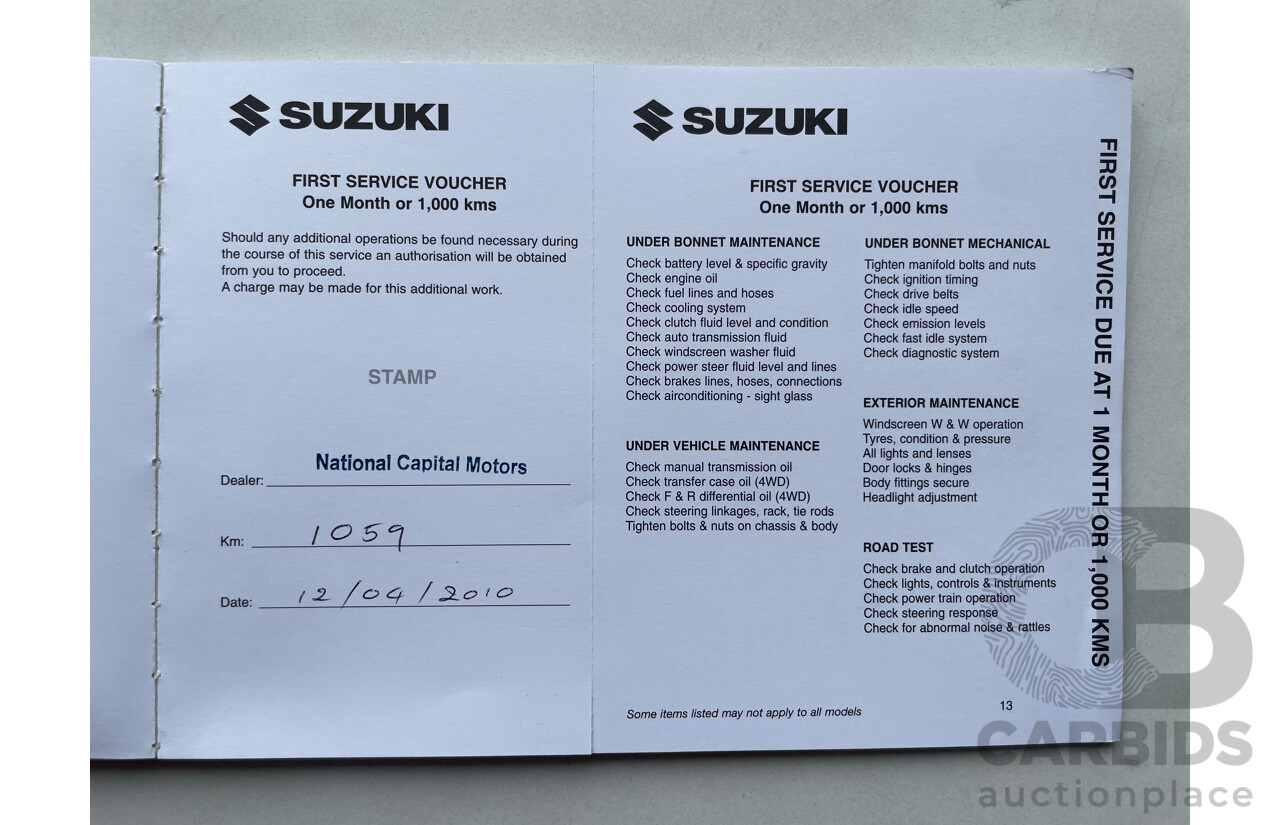 SUZUKI
FIRST SERVICE VOUCHER
One Month or 1,000 kms
Should any additional operations be found necessary during
the course of this service an authorisation will be obtained
from you to proceed.
A charge may be made for this additional work.
STAMP
Dealer: National Capital Motors
Km: 1059
Date: 12/04/2010
SUZUKI
FIRST SERVICE VOUCHER
One Month or 1,000 kms
UNDER BONNET MAINTENANCE
Check battery level & specific gravity
Check engine oil
Check fuel lines and hoses
Check cooling system
Check clutch fluid level and condition
Check auto transmission fluid
Check windscreen washer fluid
Check power steer fluid level and lines
Check brakes lines, hoses, connections
Check airconditioning - sight glass
UNDER VEHICLE MAINTENANCE
Check manual transmission oil
Check transfer case oil (4WD)
Check F & R differential oil (4WD)
Check steering linkages, rack, tie rods
Tighten bolts & nuts on chassis & body
UNDER BONNET MECHANICAL
Tighten manifold bolts and nuts
Check ignition timing
Check drive belts
Check idle speed
Check emission levels
Check fast idle system
Check diagnostic system
EXTERIOR MAINTENANCE
Windscreen W & W operation
Tyres, condition & pressure
All lights and lenses
Door locks & hinges
Body fittings secure
Headlight adjustment
ROAD TEST
Check brake and clutch operation
Check lights, controls & instruments
Check power train operation
Check steering response
Check for abnormal noise & rattles
Some items listed may not apply to all models
13
FIRST SERVICE DUE AT 1 MONTH OR 1,000 KMS
CB
CARBIDS
auctionplace